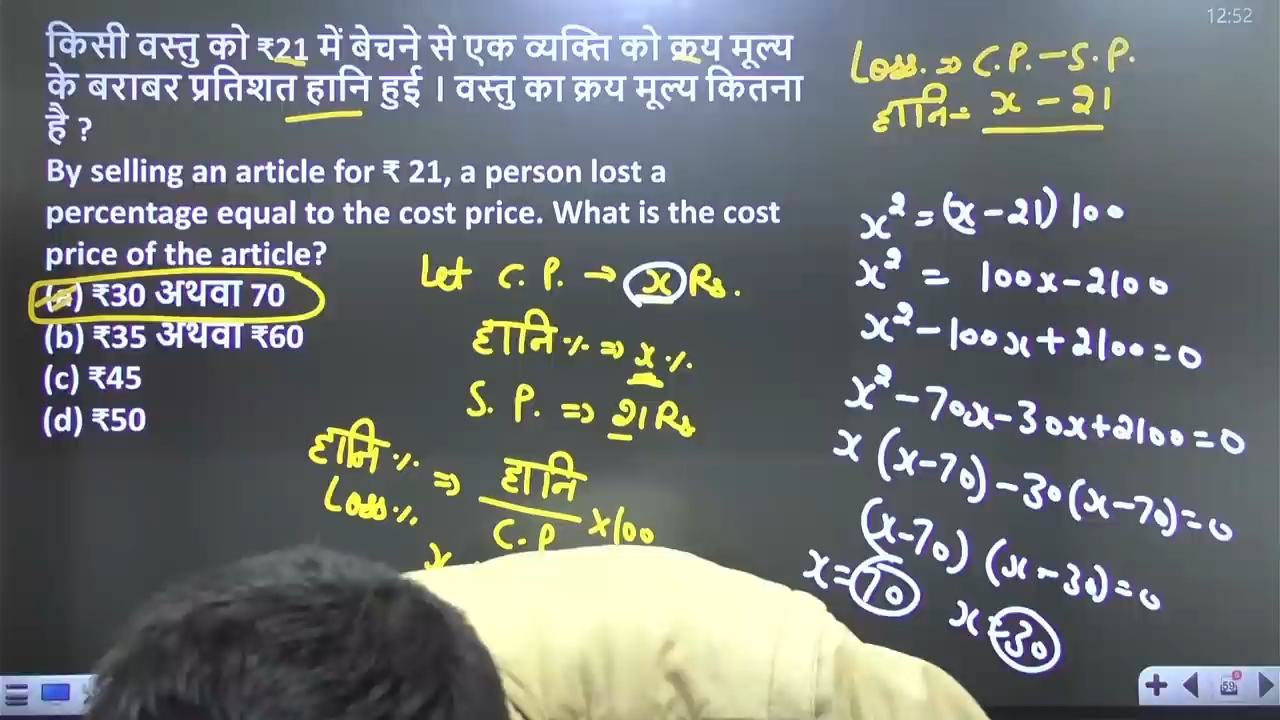 12:52
किसी वस्तु को ₹21 में बेचने से एक व्यक्ति को क्रय मूल्य
के बराबर प्रतिशत हानि हुई । वस्तु का क्रय मूल्य कितना
है ?
By selling an article for ₹ 21, a person lost a
percentage equal to the cost price. What is the cost
price of the article?
(a) ₹30 अथवा 70
(b) ₹35 अथवा ₹60
(c) ₹45
(d) ₹50
Let C.P. → x Rs.
हानि % ⇒ x %
S. P. ⇒ 21 Rs
हानि % ⇒ हानि
Loss % C.P ×100
x
Loss ⇒ C.P. – S.P.
हानि = x – 21
x² = (x – 21) 100
x² = 100x – 2100
x² – 100x + 2100 = 0
x² – 70x – 30x + 2100 = 0
x (x – 70) – 30 (x – 70) = 0
(x – 70) (x – 30) = 0
x = 70 x = 30
59